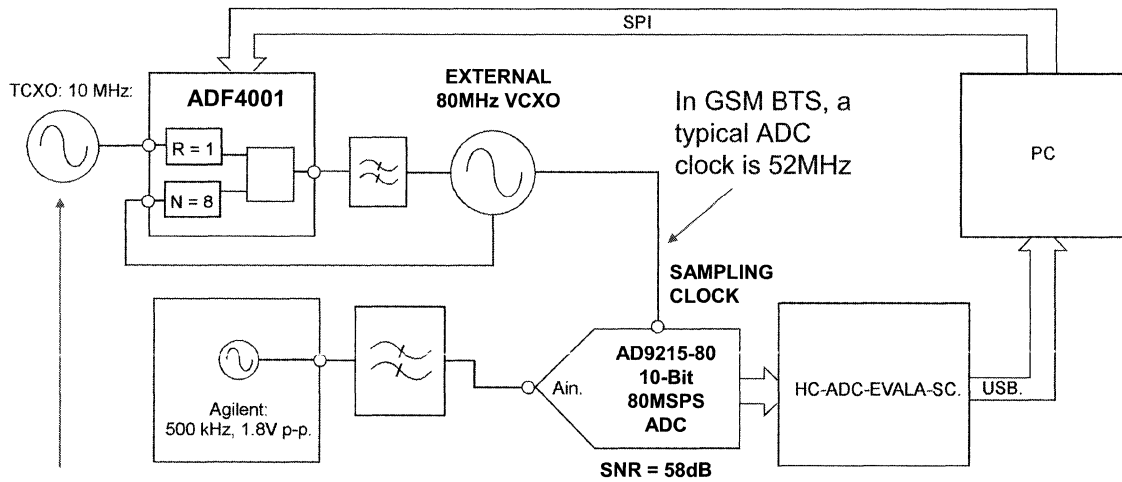 SPI
TCXO: 10 MHz:
ADF4001
R = 1
N = 8
EXTERNAL
80MHz VCXO
In GSM BTS, a
typical ADC
clock is 52MHz
PC
SAMPLING
CLOCK
Agilent:
500 kHz, 1.8V p-p.
Ain.
AD9215-80
10-Bit
80MSPS
ADC
SNR = 58dB
HC-ADC-EVALA-SC.
USB.